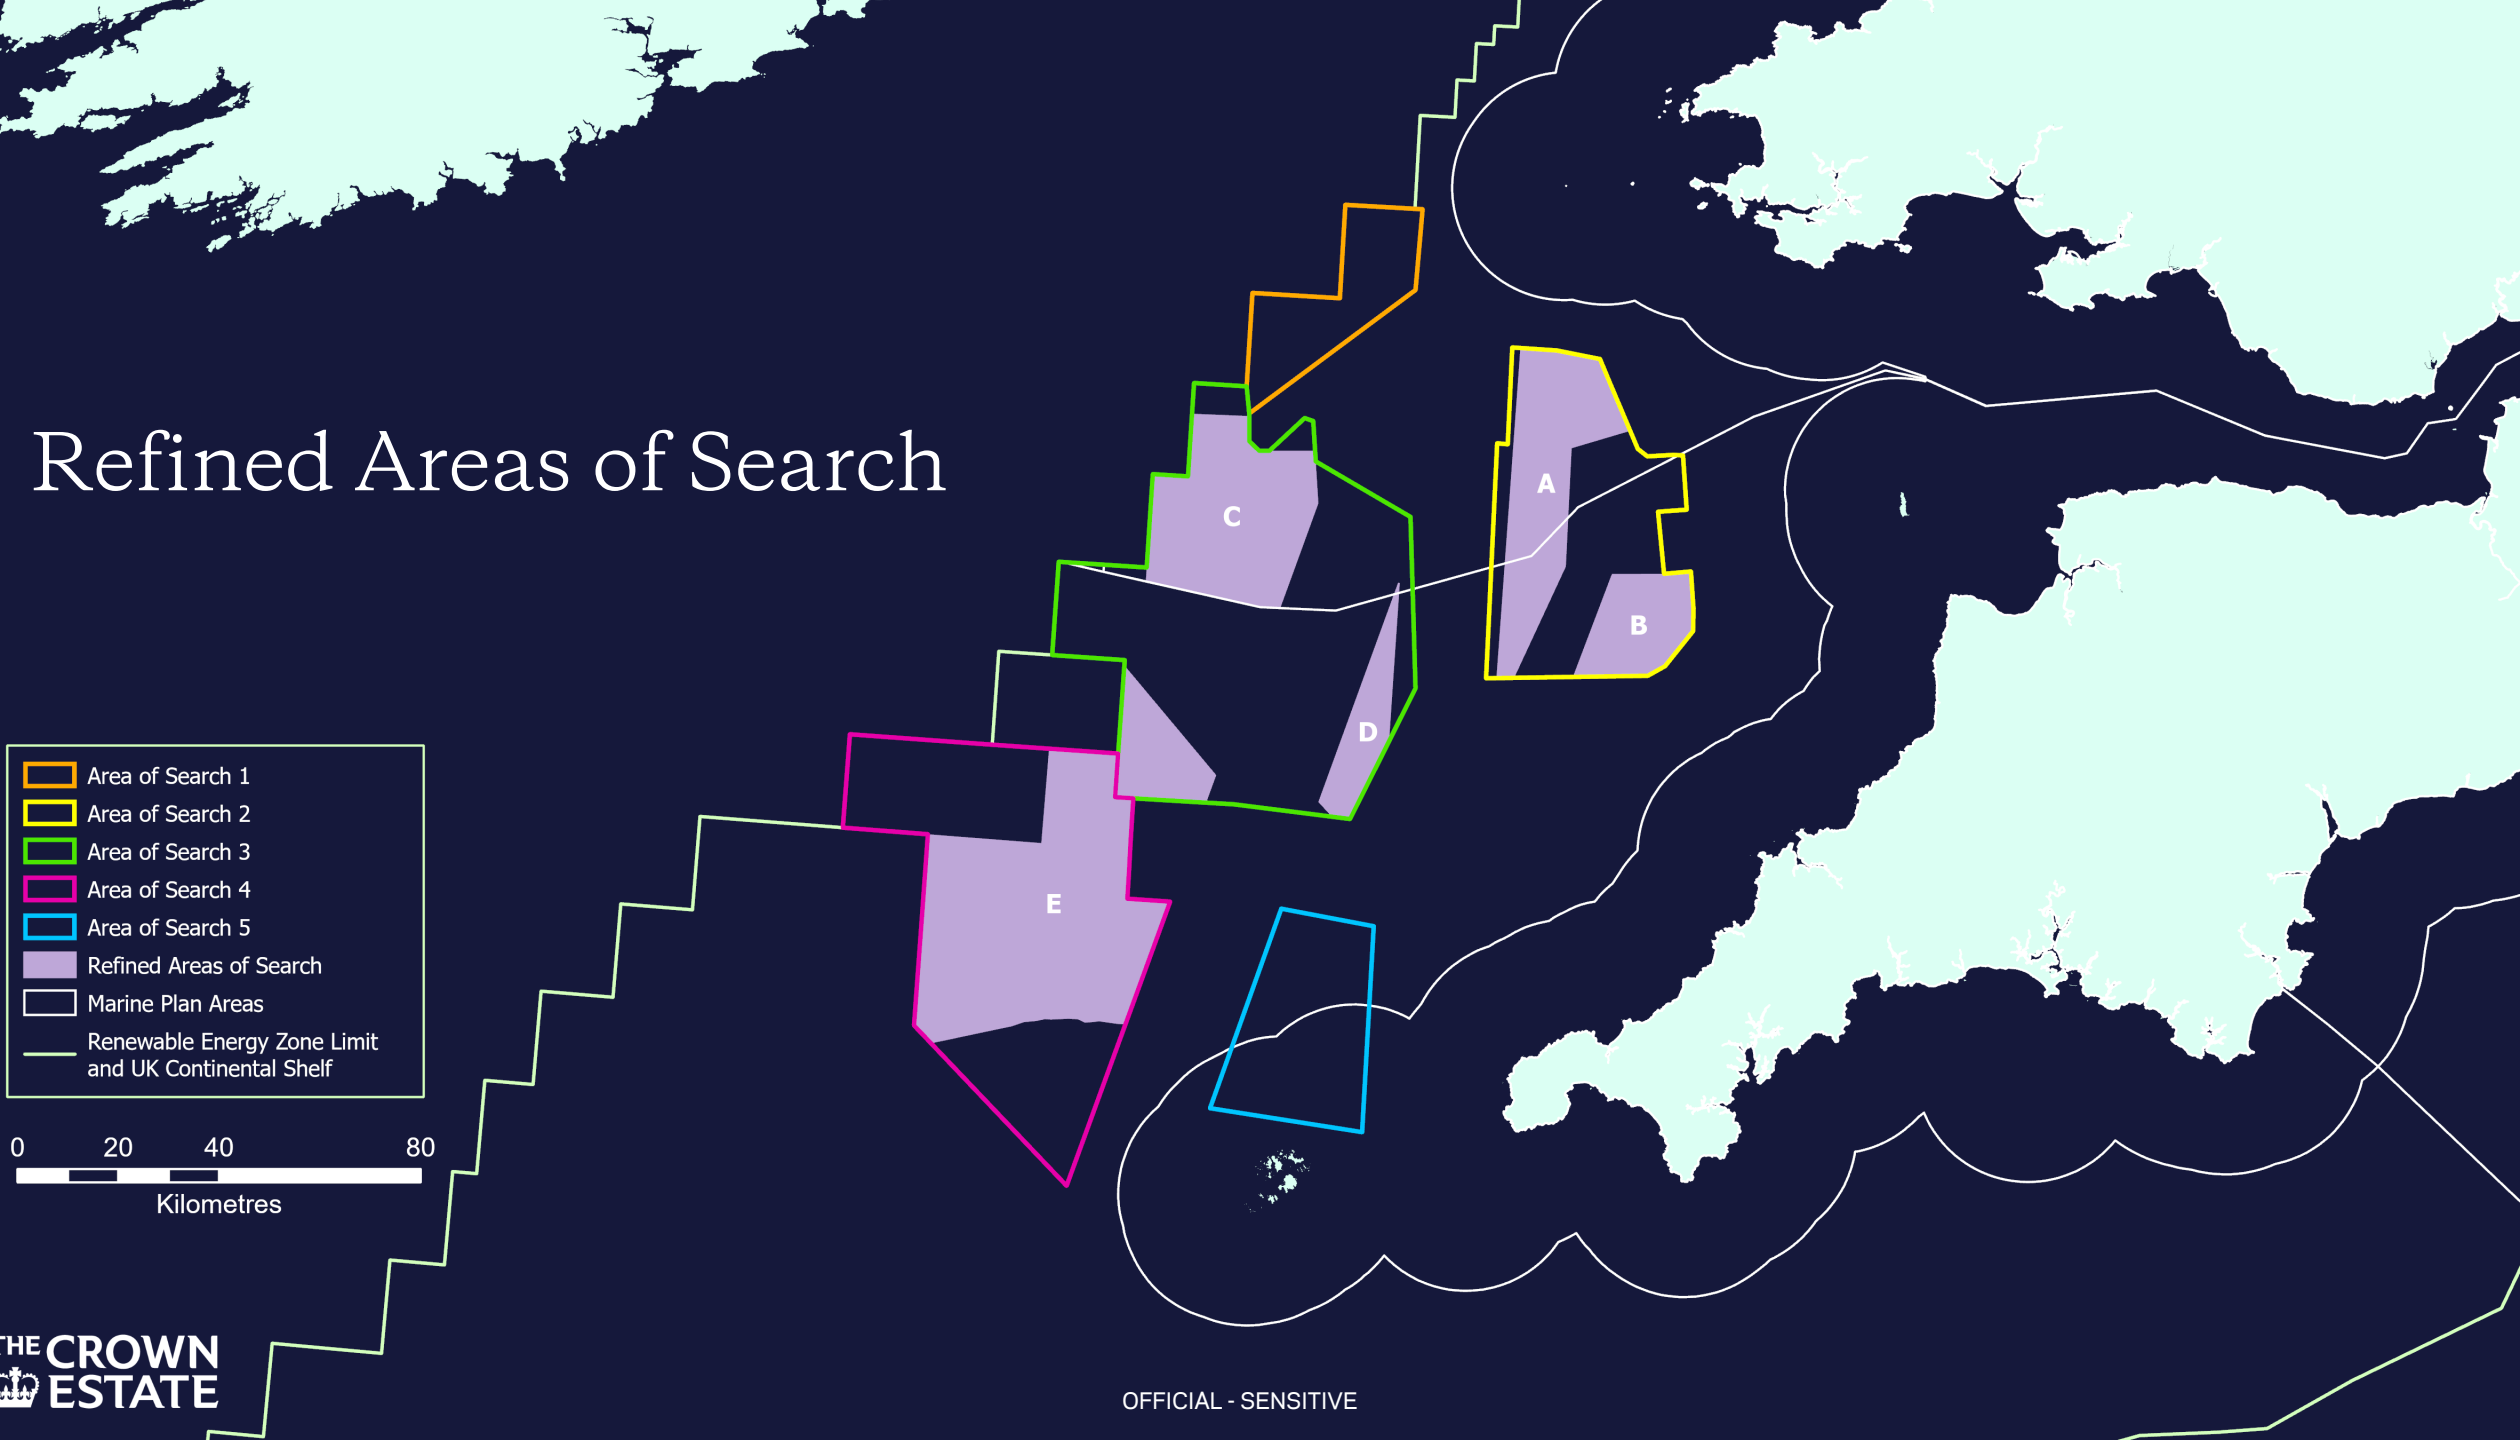 Refined Areas of Search
A
C
B
D
E
Area of Search 1
Area of Search 2
Area of Search 3
Area of Search 4
Area of Search 5
Refined Areas of Search
Marine Plan Areas
Renewable Energy Zone Limit
and UK Continental Shelf
0 20 40 80
Kilometres
THE CROWN
ESTATE
OFFICIAL - SENSITIVE